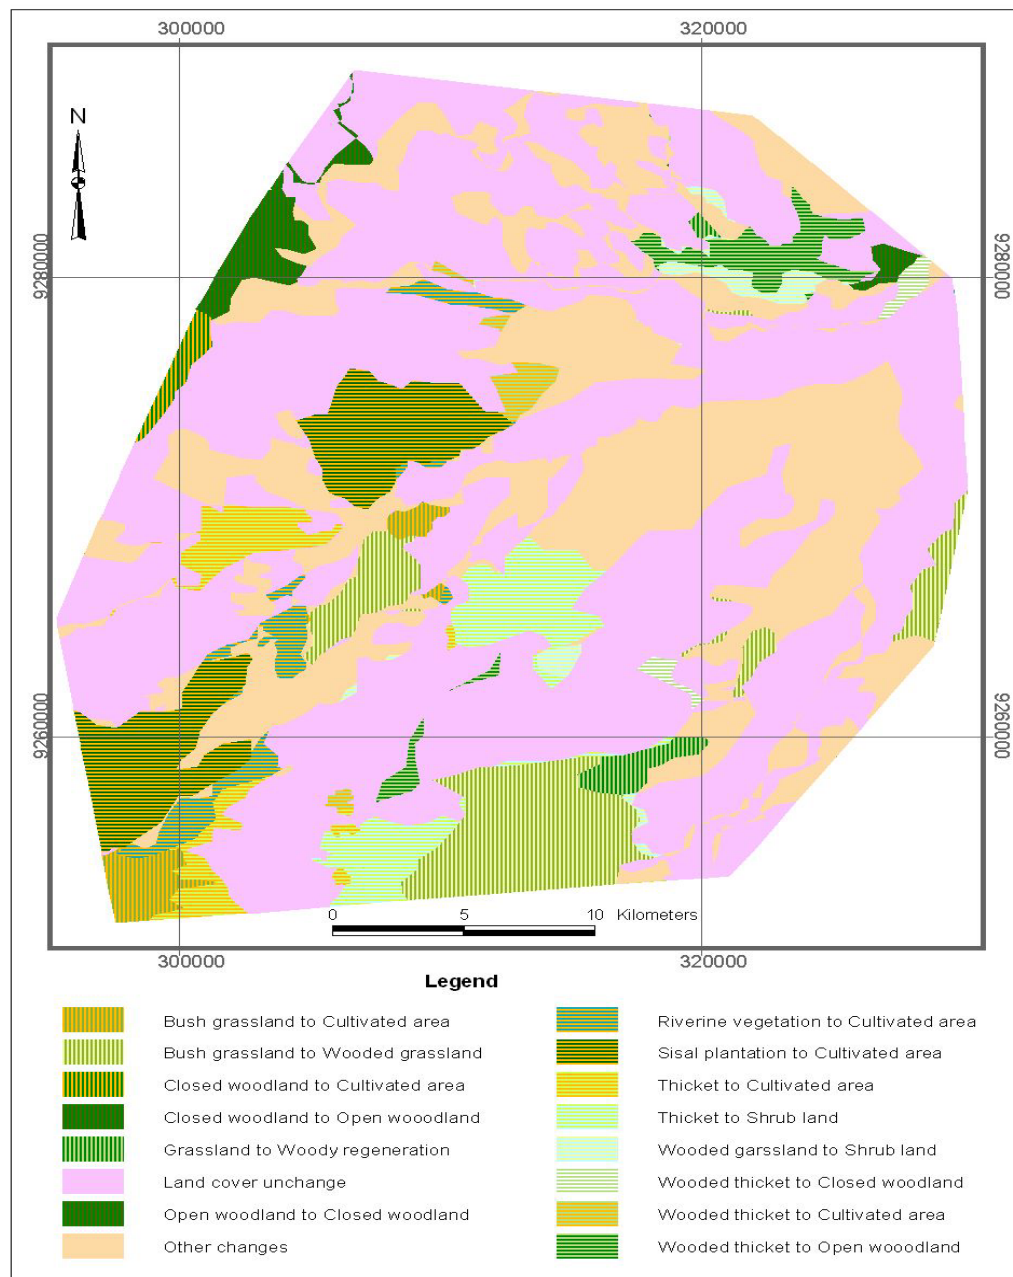 300000 320000
N
9280000 9280000
9260000 9260000
0 5 10 Kilometers
300000 320000
Legend
Bush grassland to Cultivated area
Bush grassland to Wooded grassland
Closed woodland to Cultivated area
Closed woodland to Open wooodland
Grassland to Woody regeneration
Land cover unchange
Open woodland to Closed woodland
Other changes
Riverine vegetation to Cultivated area
Sisal plantation to Cultivated area
Thicket to Cultivated area
Thicket to Shrub land
Wooded garssland to Shrub land
Wooded thicket to Closed woodland
Wooded thicket to Cultivated area
Wooded thicket to Open wooodland